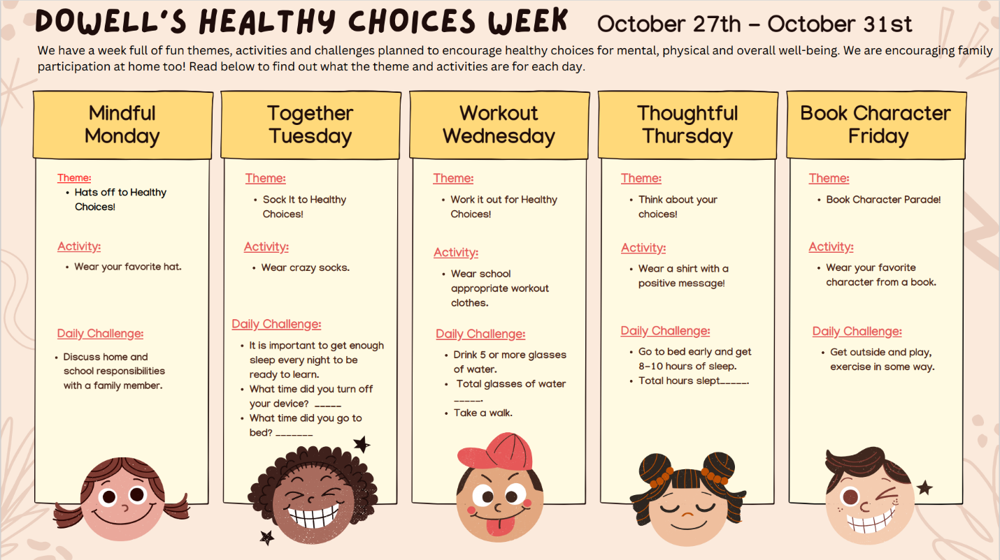 DOWELL'S HEALTHY CHOICES WEEK October 27th - October 31st
We have a week full of fun themes, activities and challenges planned to encourage healthy choices for mental, physical and overall well-being. We are encouraging family
participation at home too! Read below to find out what the theme and activities are for each day.
Mindful
Monday
Theme:
• Hats off to Healthy
Choices!
Activity:
• Wear your favorite hat.
Daily Challenge:
• Discuss home and
school responsibilities
with a family member.
Together
Tuesday
Theme:
• Sock It to Healthy
Choices!
Activity:
• Wear crazy socks.
Daily Challenge:
• It is important to get enough
sleep every night to be
ready to learn.
• What time did you turn off
your device? _____
• What time did you go to
bed? _______
Workout
Wednesday
Theme:
• Work it out for Healthy
Choices!
Activity:
• Wear school
appropriate workout
clothes.
Daily Challenge:
• Drink 5 or more glasses
of water.
• Total glasses of water
_____.
• Take a walk.
Thoughtful
Thursday
Theme:
• Think about your
choices!
Activity:
• Wear a shirt with a
positive message!
Daily Challenge:
• Go to bed early and get
8-10 hours of sleep.
• Total hours slept_____.
Book Character
Friday
Theme:
• Book Character Parade!
Activity:
• Wear your favorite
character from a book.
Daily Challenge:
• Get outside and play,
exercise in some way.